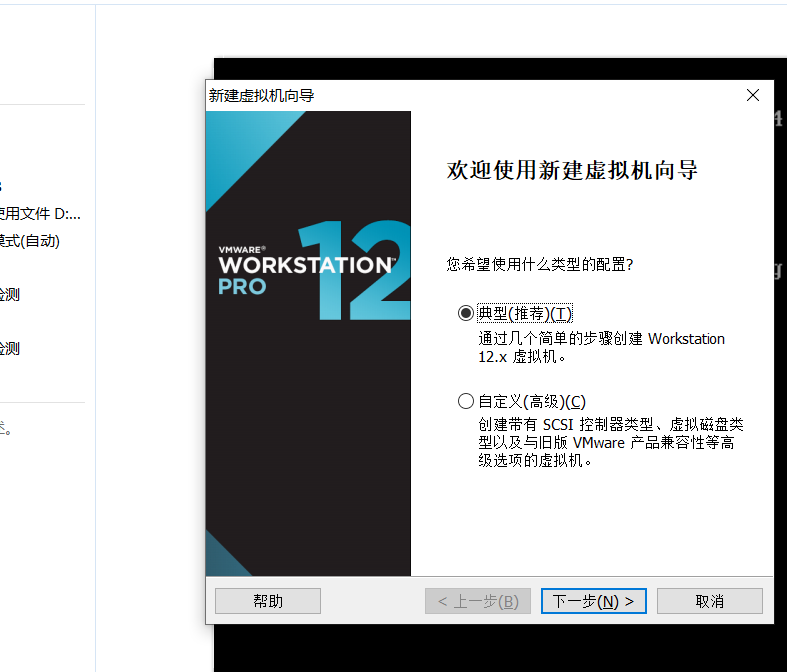 使用文件 D:...
模式(自动)
检测
检测
新建虚拟机向导
VMWARE®
WORKSTATION™
PRO
12
欢迎使用新建虚拟机向导
您希望使用什么类型的配置?
典型(推荐)(T)
通过几个简单的步骤创建 Workstation
12.x 虚拟机。
自定义(高级)(C)
创建带有 SCSI 控制器类型、虚拟磁盘类
型以及与旧版 VMware 产品兼容性等高
级选项的虚拟机。
帮助
< 上一步(B)
下一步(N) >
取消